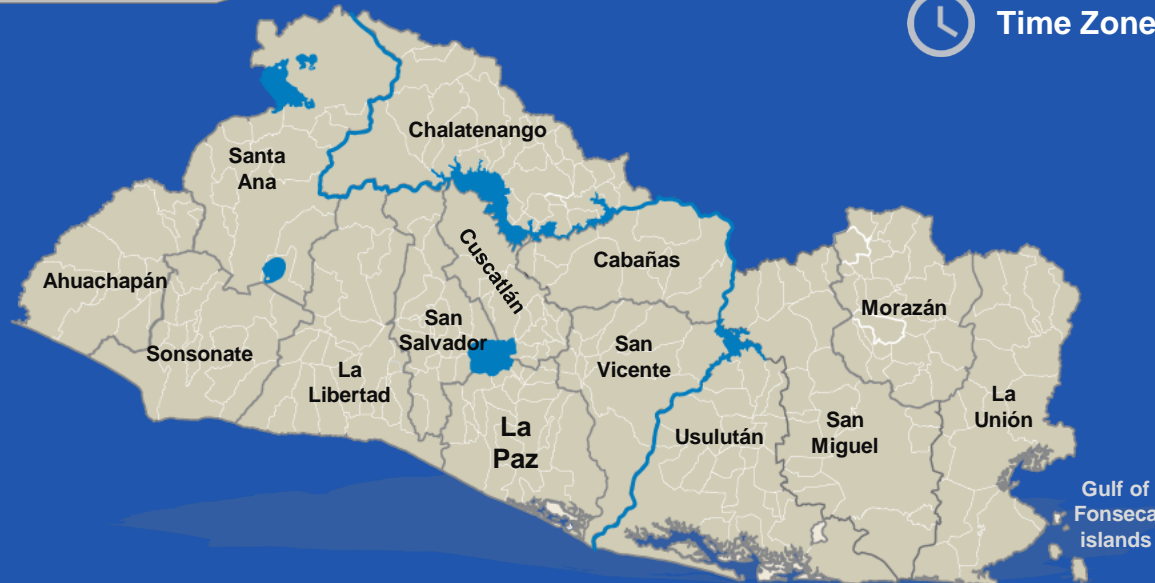 Time Zone
Chalatenango
Santa
Ana
Cuscatlán
Cabañas
Ahuachapán
Morazán
San
Salvador
Sonsonate
San
Vicente
La
Libertad
La
Unión
La
Paz
Usulután
San
Miguel
Gulf of
Fonseca
islands